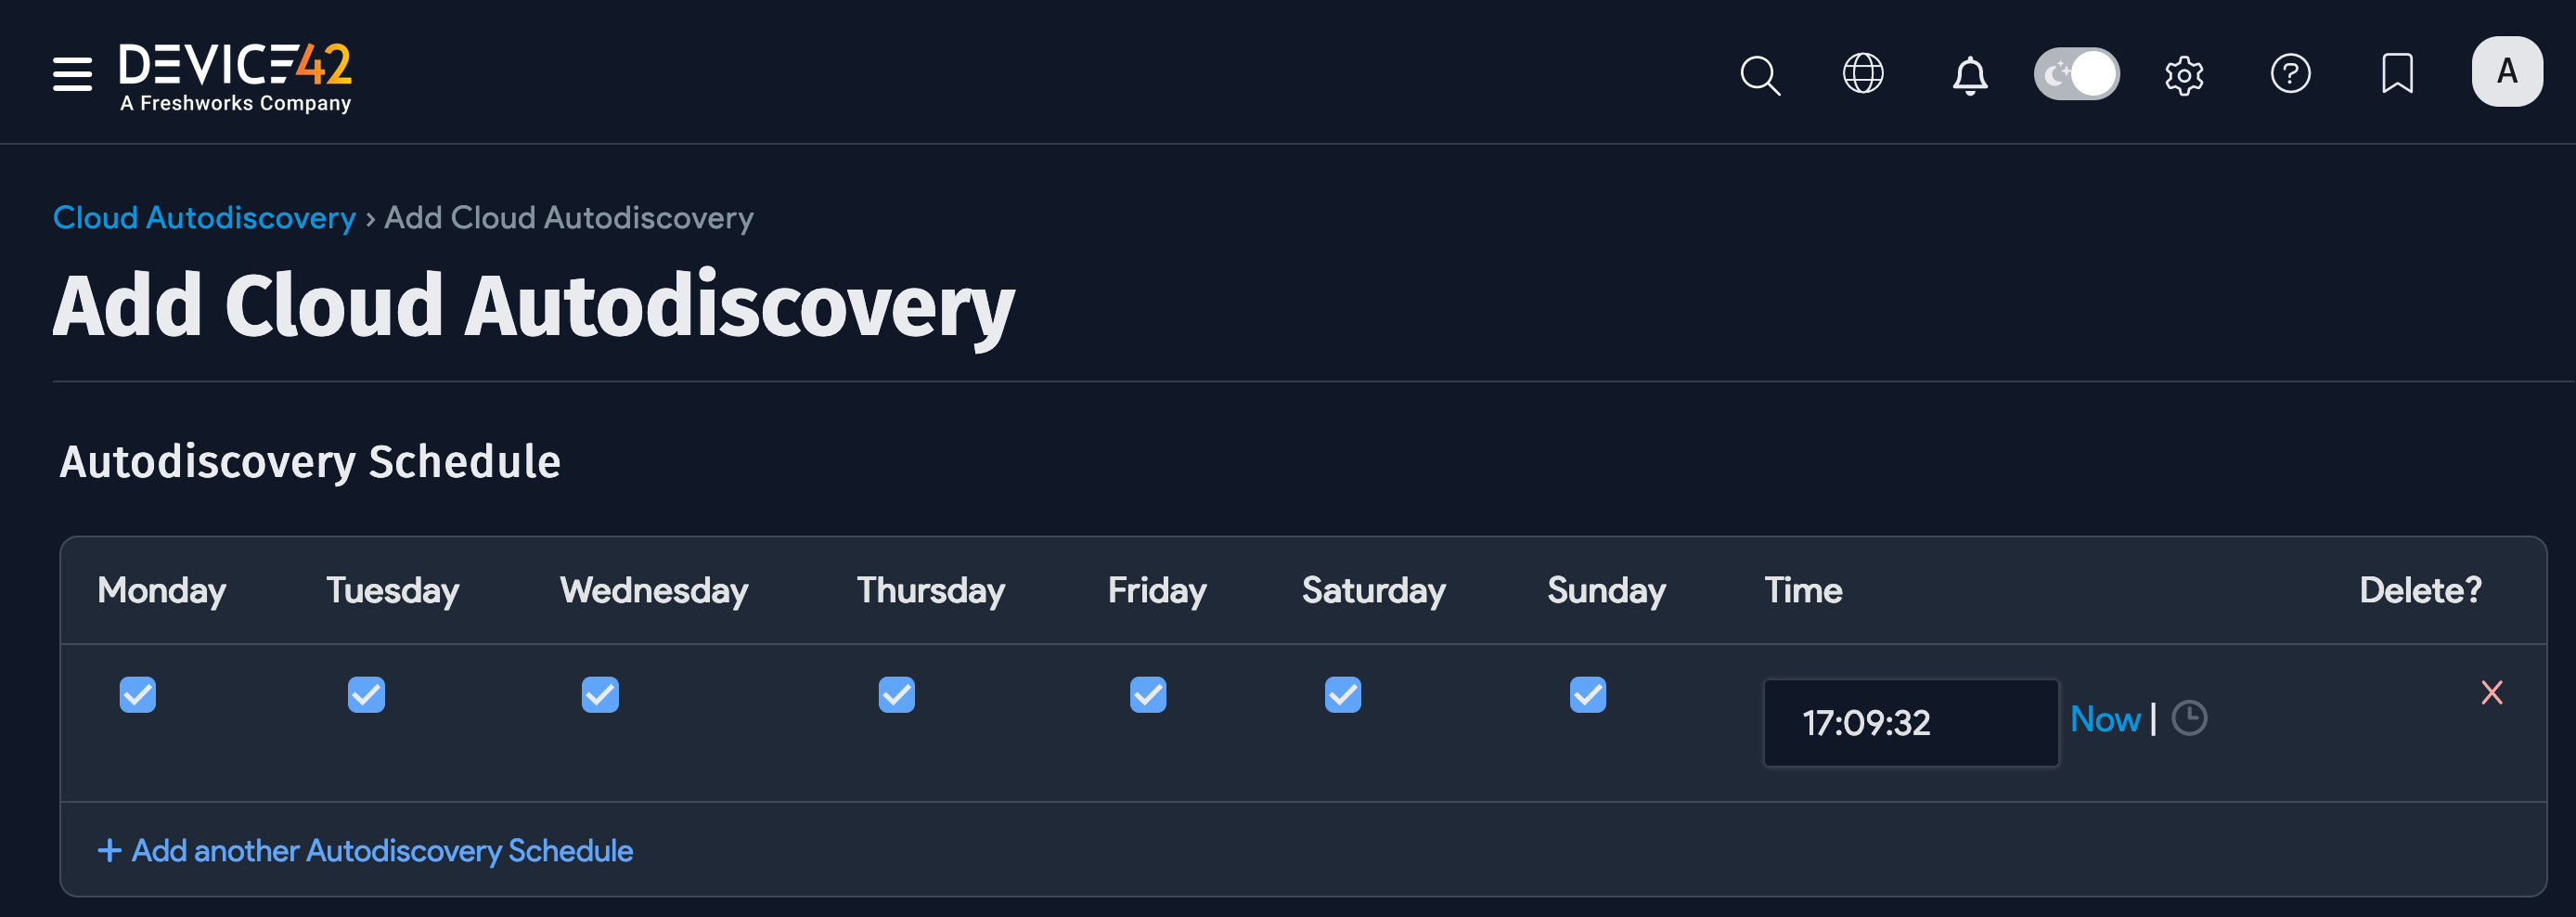 DEVICE42
A Freshworks Company
A
Cloud Autodiscovery › Add Cloud Autodiscovery
Add Cloud Autodiscovery
Autodiscovery Schedule
Monday Tuesday Wednesday Thursday Friday Saturday Sunday Time Delete?
17:09:32 Now |
+ Add another Autodiscovery Schedule